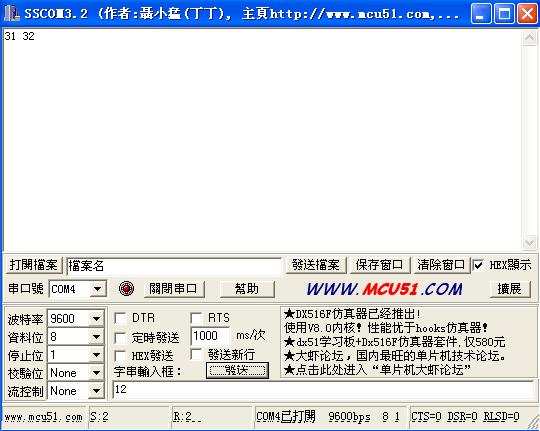 SSCOM3.2 (作者:聶小猛(丁丁), 主頁http://www.mcu51.com,...
31 32
打開檔案 檔案名 發送檔案 保存窗口 清除窗口 HEX顯示
串口號 COM4 關閉串口 幫助 WWW.MCU51.COM 擴展
波特率 9600 DTR RTS
資料位 8 定時發送 1000 ms/次
停止位 1 HEX發送 發送新行
校驗位 None 字串輸入框: 發送
流控制 None 12
★DX516F仿真器已经推出!
使用V8.0内核! 性能优于hooks仿真器!
★dx51学习板+Dx516F仿真器套件.仅580元
★大虾论坛,国内最旺的单片机技术论坛。
★点击此处进入“单片机大虾论坛”
www.mcu51.com S:2 R:2 COM4已打開 9600bps 8 1 CTS=0 DSR=0 RLSD=0